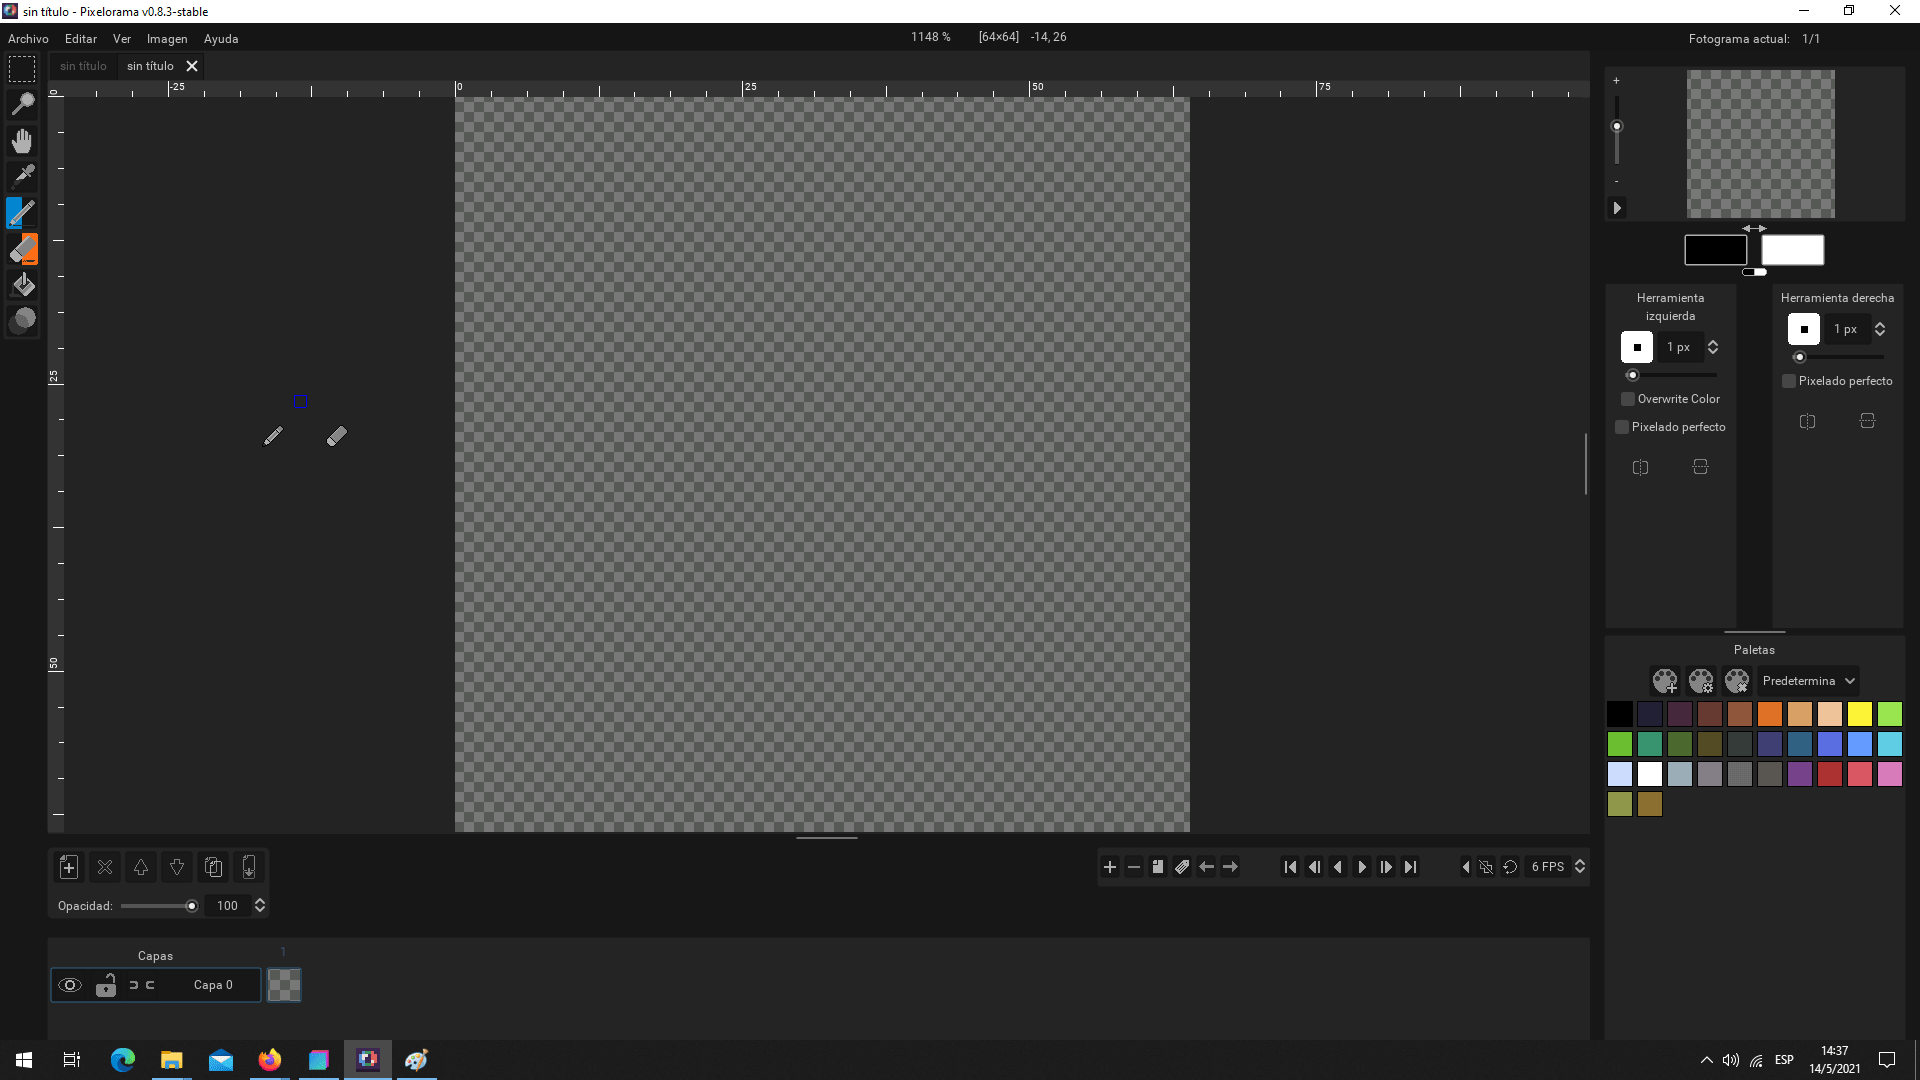 sin título - Pixelorama v0.8.3-stable
Archivo Editar Ver Imagen Ayuda
1148 % [64×64] -14, 26
Fotograma actual: 1/1
sin título sin título
-25 0 25 50 75
0
25
50
+
-
Herramienta
izquierda
1 px
Overwrite Color
Pixelado perfecto
Herramienta derecha
1 px
Pixelado perfecto
Paletas
Predetermina
6 FPS
Opacidad: 100
Capas 1
Capa 0
ESP
14:37
14/5/2021